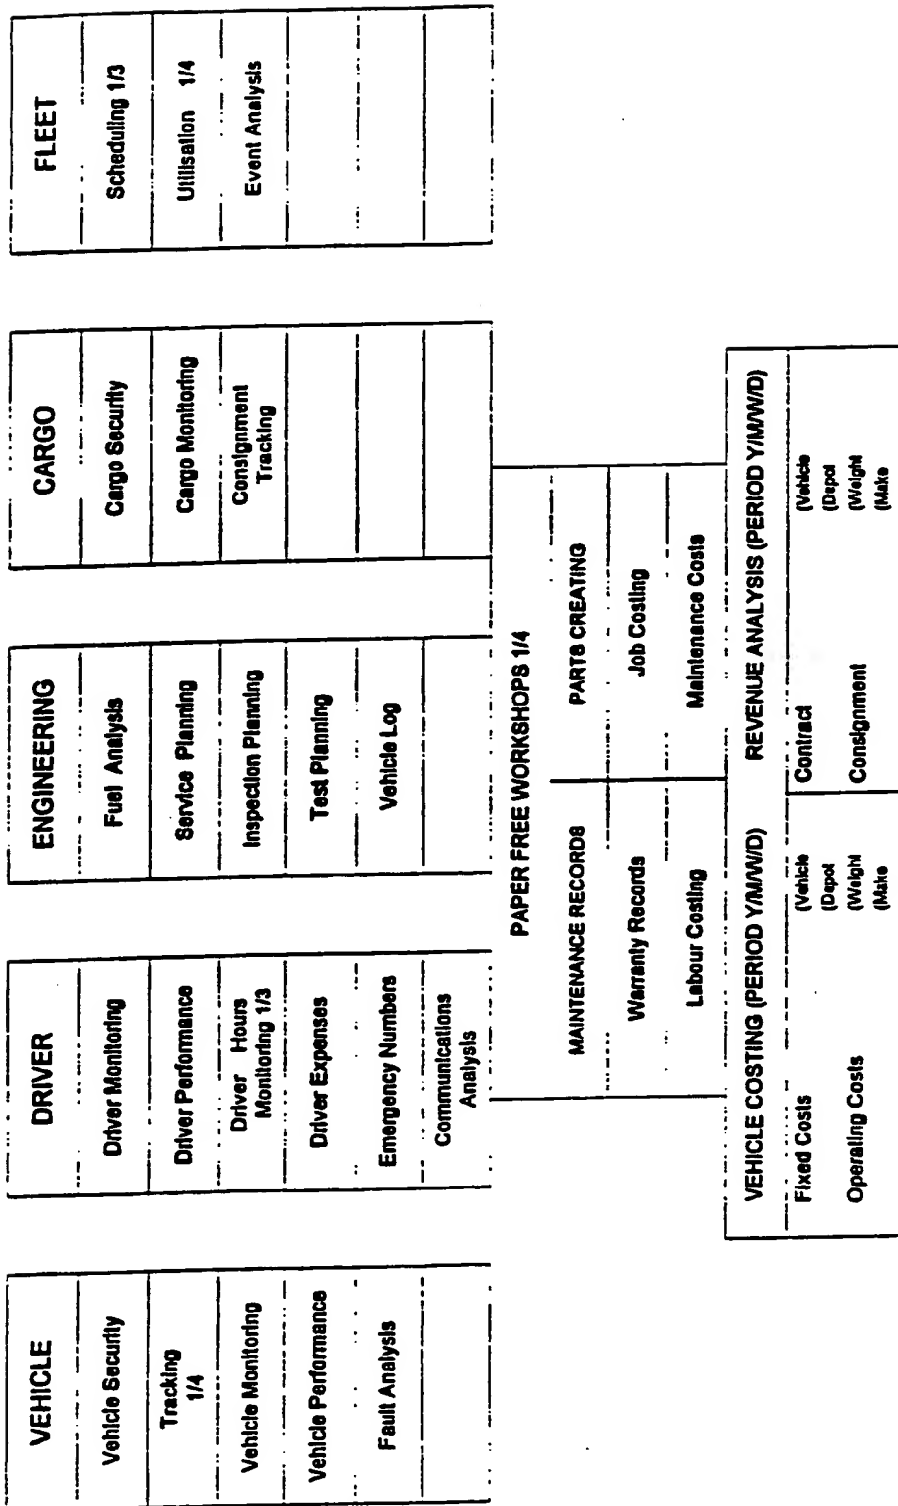 VEHICLE
Vehicle Security
Tracking
1/4
Vehicle Monitoring
Vehicle Performance
Fault Analysis
DRIVER
Driver Monitoring
Driver Performance
Driver Hours
Monitoring 1/3
Driver Expenses
Emergency Numbers
Communications
Analysis
ENGINEERING
Fuel Analysis
Service Planning
Inspection Planning
Test Planning
Vehicle Log
CARGO
Cargo Security
Cargo Monitoring
Consignment
Tracking
FLEET
Scheduling 1/3
Utilisation 1/4
Event Analysis
PAPER FREE WORKSHOPS 1/4
MAINTENANCE RECORDS
PARTS CREATING
Warranty Records
Job Costing
Labour Costing
Maintenance Costs
VEHICLE COSTING (PERIOD Y/M/W/D)
Fixed Costs
(Vehicle
(Depot
Operating Costs
(Weight
(Make
REVENUE ANALYSIS (PERIOD Y/M/W/D)
Contract
(Vehicle
(Depot
Consignment
(Weight
(Make